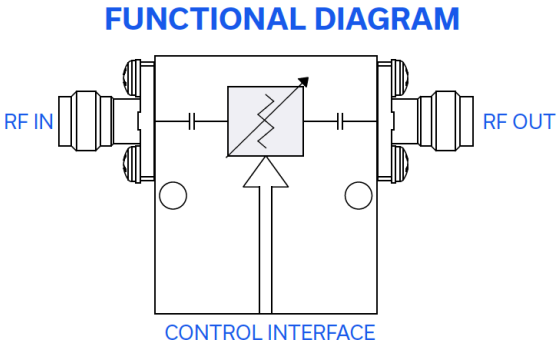 FUNCTIONAL DIAGRAM
RF IN
RF OUT
CONTROL INTERFACE